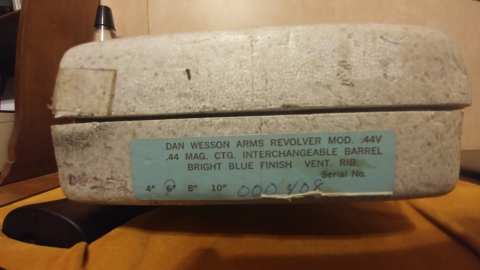 DAN WESSON ARMS REVOLVER MOD. .44V
.44 MAG. CTG. INTERCHANGEABLE BARREL
BRIGHT BLUE FINISH VENT. RIB.
Serial No.
4" 6" 8" 10" 000408